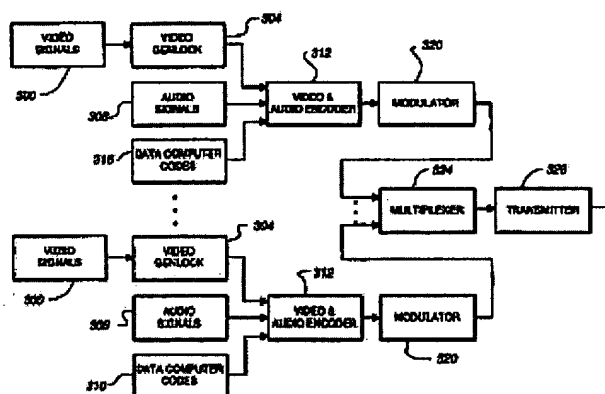 VIDEO SIGNALS
300
VIDEO GENLOCK
304
AUDIO SIGNALS
308
DATA COMPUTER CODES
316
VIDEO & AUDIO ENCODER
312
MODULATOR
320
MULTIPLEXER
324
TRANSMITTER
328
VIDEO SIGNALS
300
VIDEO GENLOCK
304
AUDIO SIGNALS
308
DATA COMPUTER CODES
316
VIDEO & AUDIO ENCODER
312
MODULATOR
320